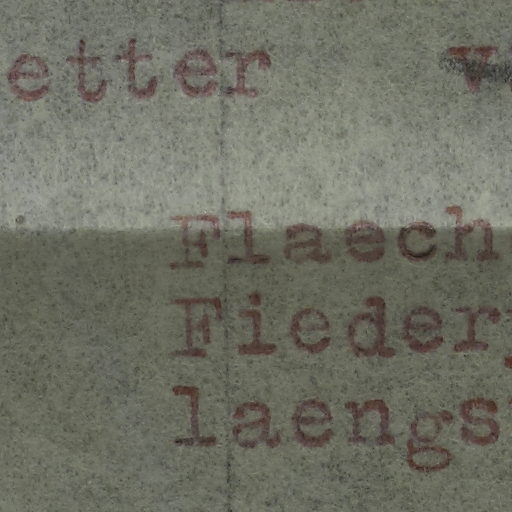 etter v
Flaech
Fieder
laengs